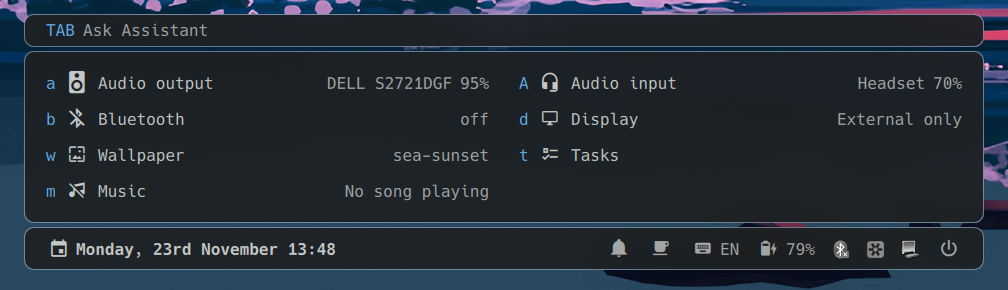 TAB Ask Assistant
a Audio output DELL S2721DGF 95% A Audio input Headset 70%
b Bluetooth off d Display External only
w Wallpaper sea-sunset t Tasks
m Music No song playing
Monday, 23rd November 13:48 EN 79%